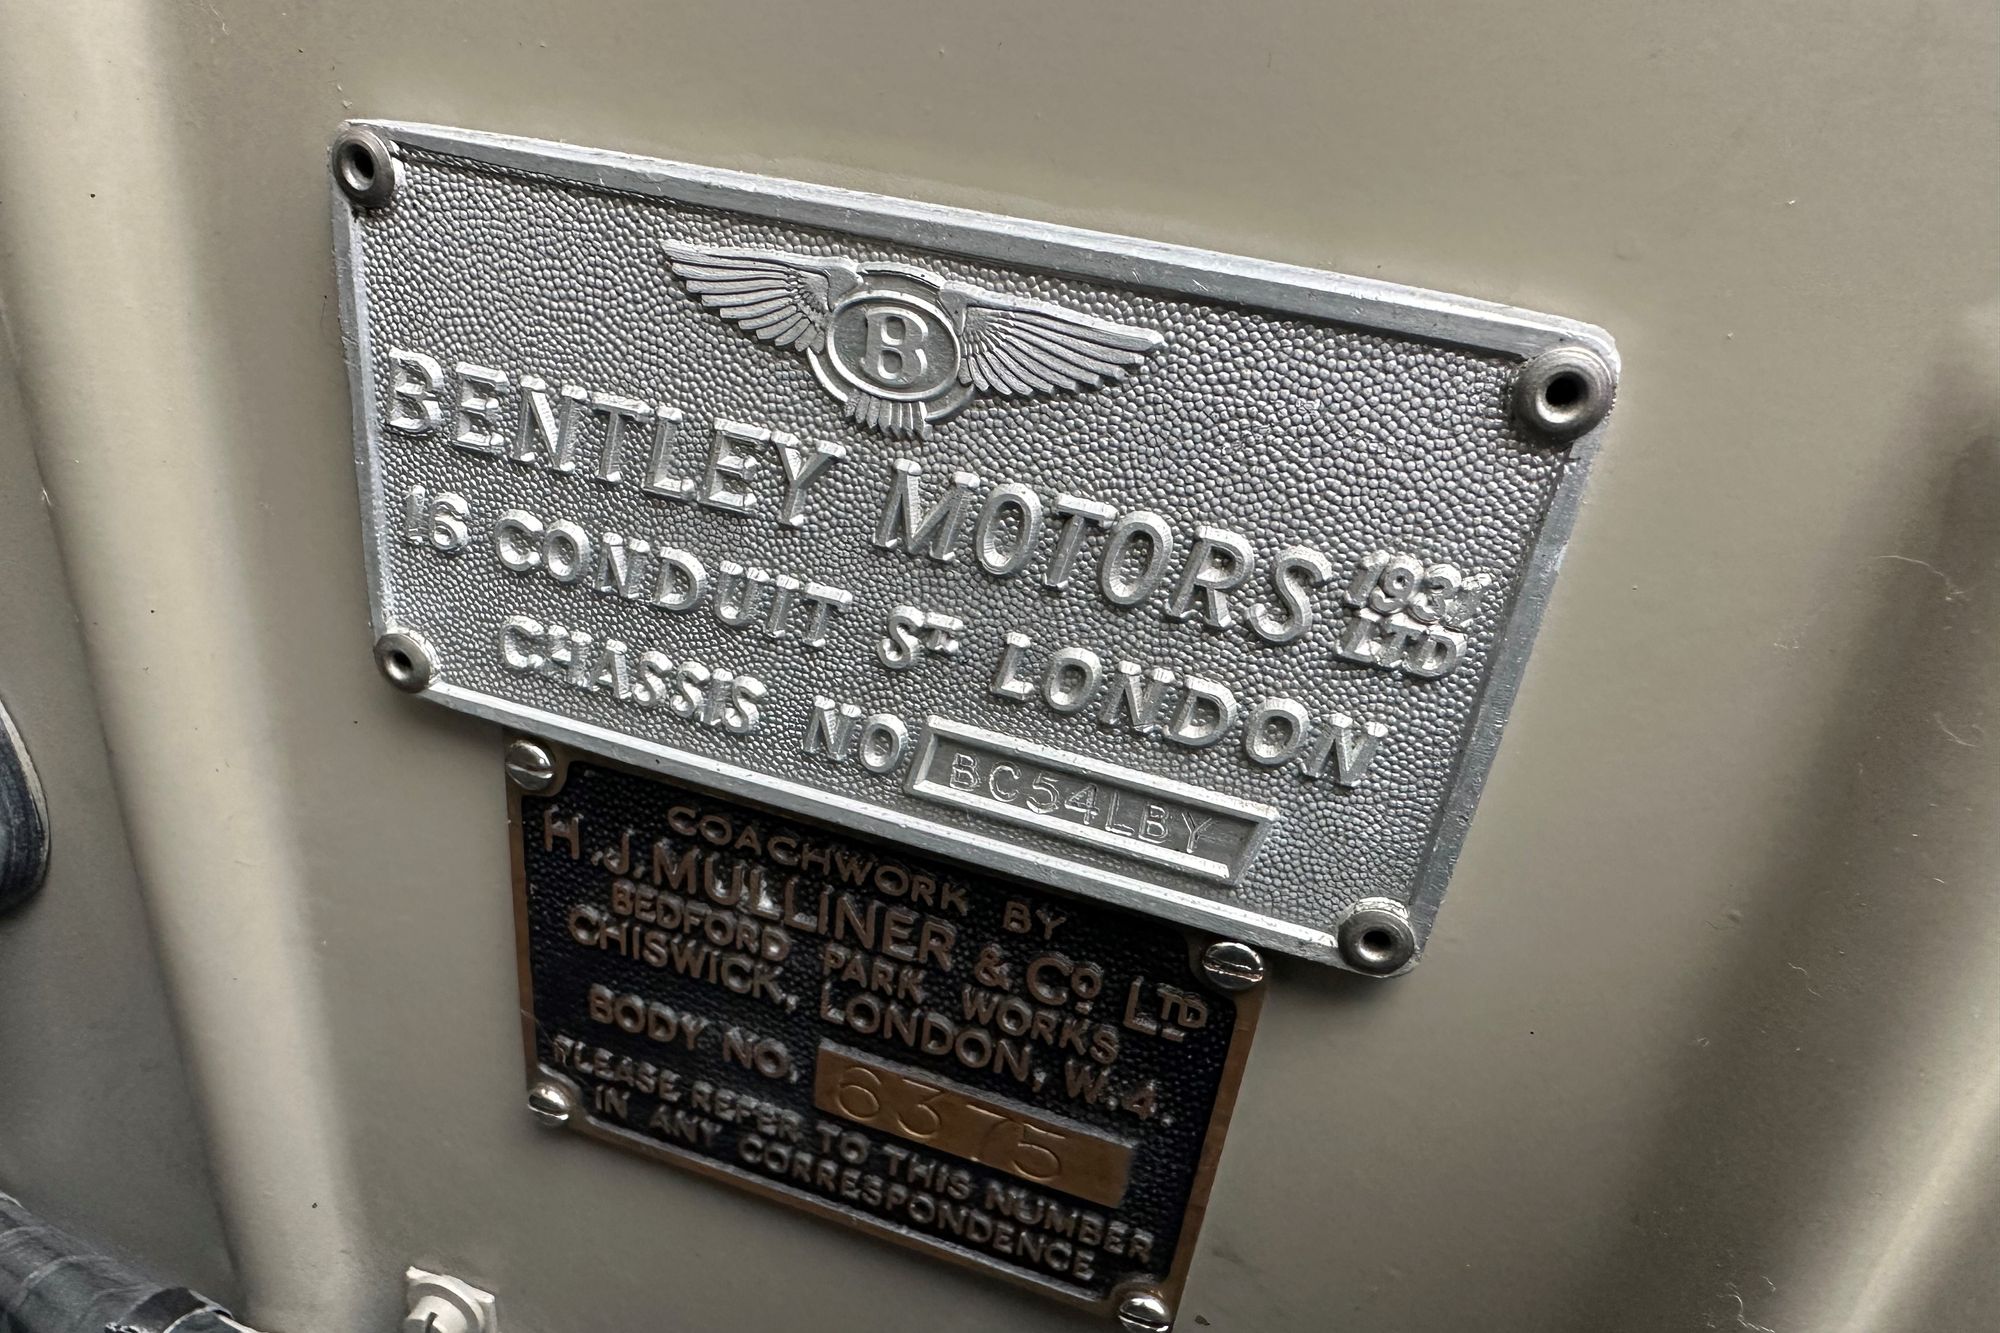 B
BENTLEY MOTORS 1931 LTD
16 CONDUIT ST LONDON
CHASSIS NO BC54LBY
COACHWORK BY
H.J.MULLINER & CO LTD
BEDFORD PARK WORKS
CHISWICK, LONDON, W.4.
BODY NO, 6375
PLEASE REFER TO THIS NUMBER
IN ANY CORRESPONDENCE